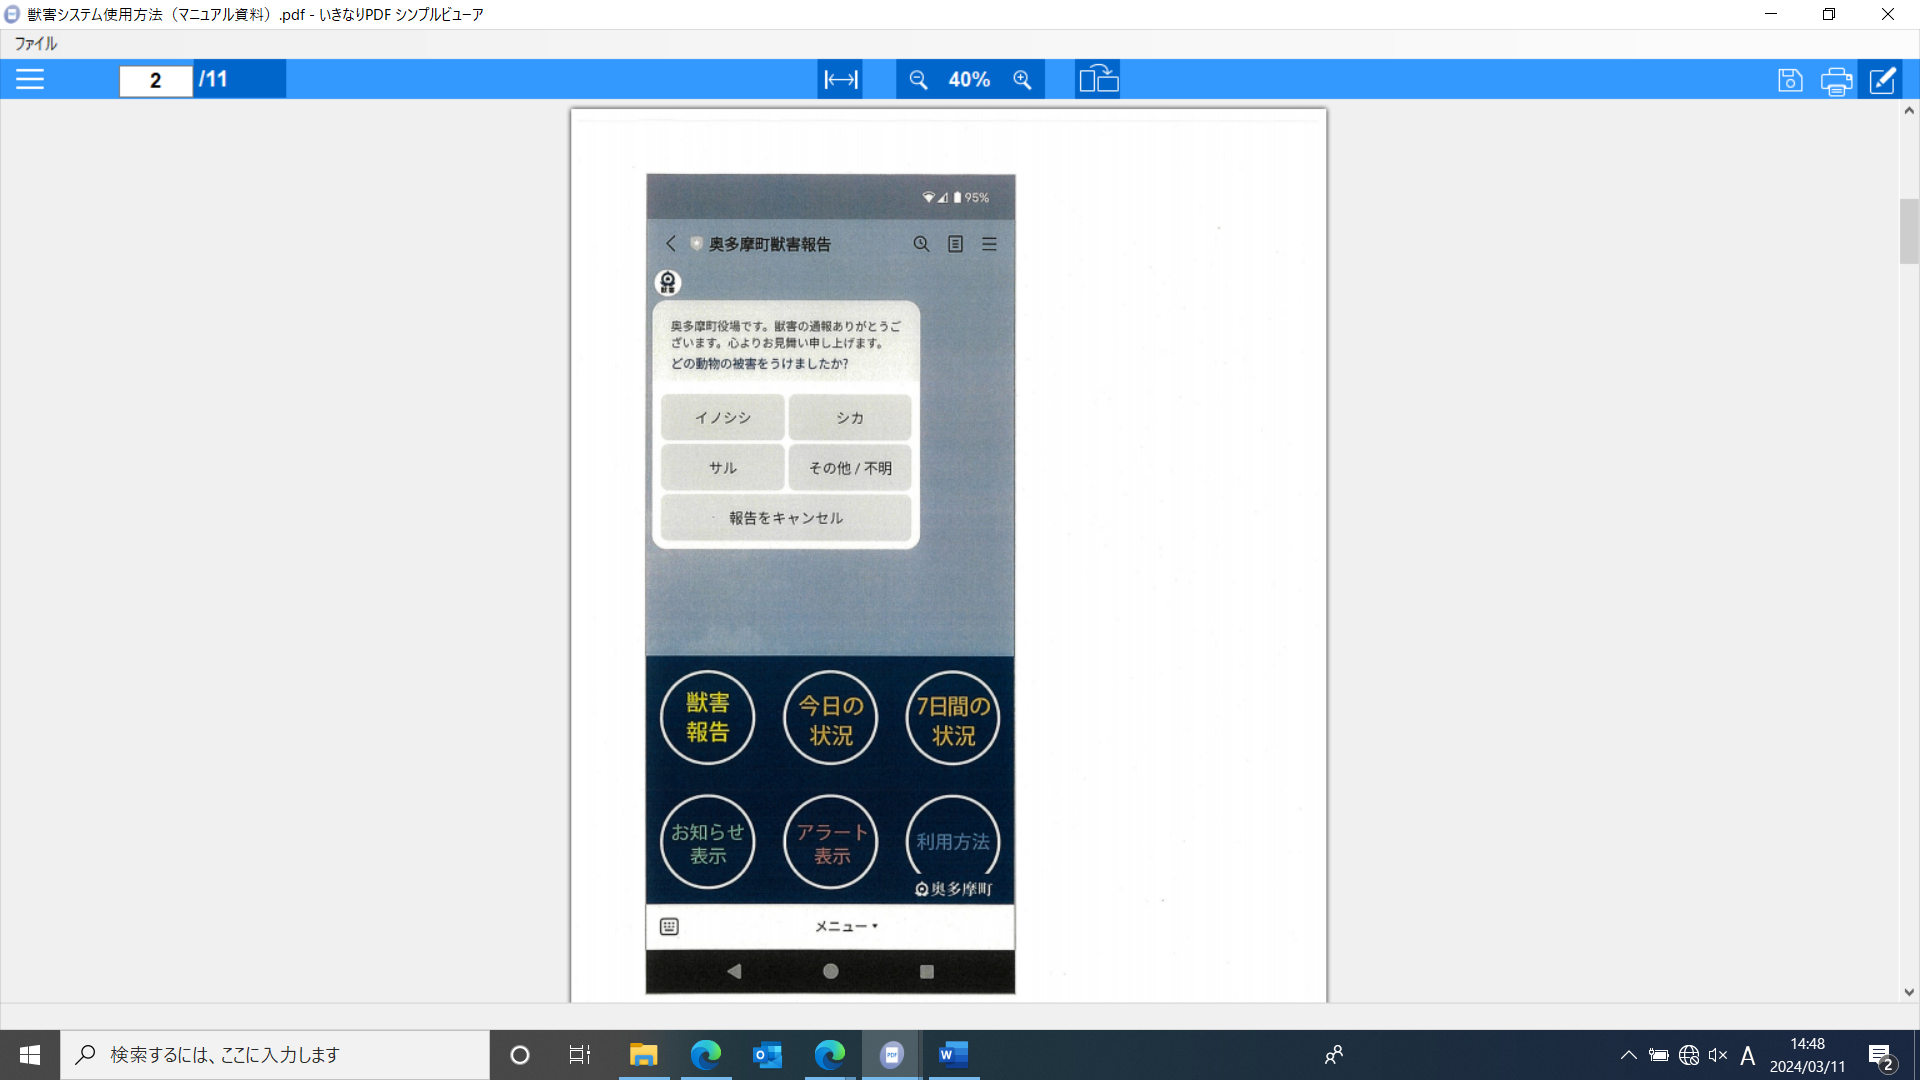 獣害システム使用方法（マニュアル資料）.pdf - いきなりPDF シンプルビューア
ファイル
2 /11
40%
95%
奥多摩町獣害報告
獣害
奥多摩町役場です。獣害の通報ありがとうご
ざいます。心よりお見舞い申し上げます。
どの動物の被害をうけましたか?
イノシシ
シカ
サル
その他 / 不明
報告をキャンセル
獣害
報告
今日の
状況
7日間の
状況
お知らせ
表示
アラート
表示
利用方法
奥多摩町
メニュー ▾
検索するには、ここに入力します
A
14:48
2024/03/11
2